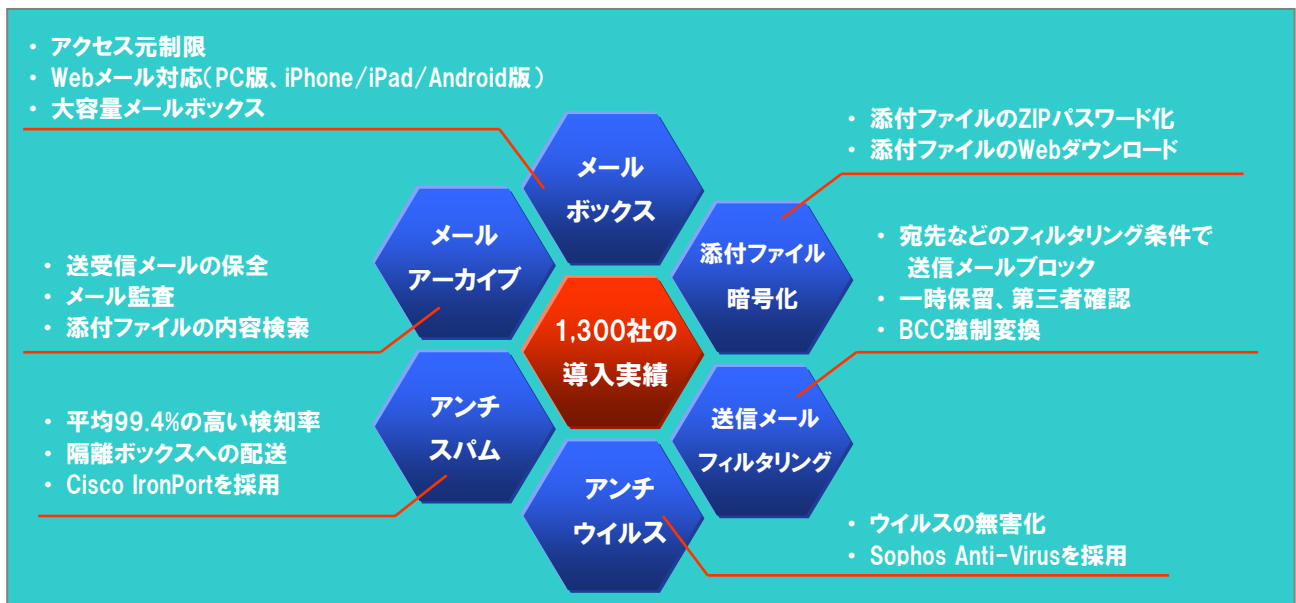 ・ アクセス元制限
・ Webメール対応(PC版、iPhone/iPad/Android版)
・ 大容量メールボックス
・ 添付ファイルのZIPパスワード化
・ 添付ファイルのWebダウンロード
メール
ボックス
メール
アーカイブ
添付ファイル
暗号化
・ 宛先などのフィルタリング条件で
送信メールブロック
・ 一時保留、第三者確認
・ BCC強制変換
・ 送受信メールの保全
・ メール監査
・ 添付ファイルの内容検索
1,300社の
導入実績
アンチ
スパム
送信メール
フィルタリング
・ 平均99.4%の高い検知率
・ 隔離ボックスへの配送
・ Cisco IronPortを採用
アンチ
ウイルス
・ ウイルスの無害化
・ Sophos Anti-Virusを採用